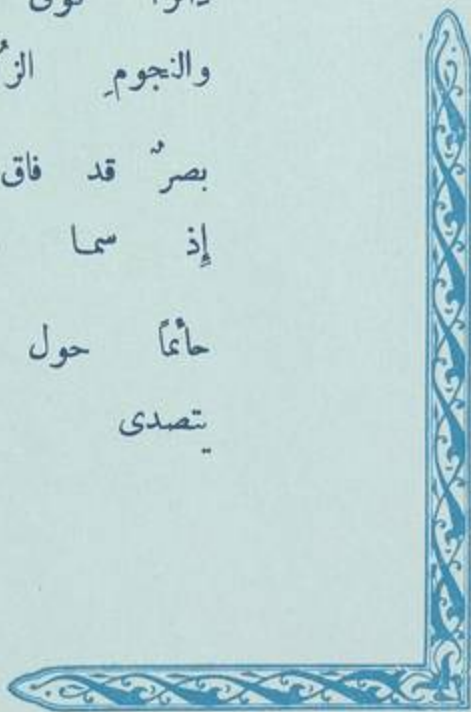 والنجومِ
بصرٌ قد فاق
إذ سما
حائماً حول
يتصدى